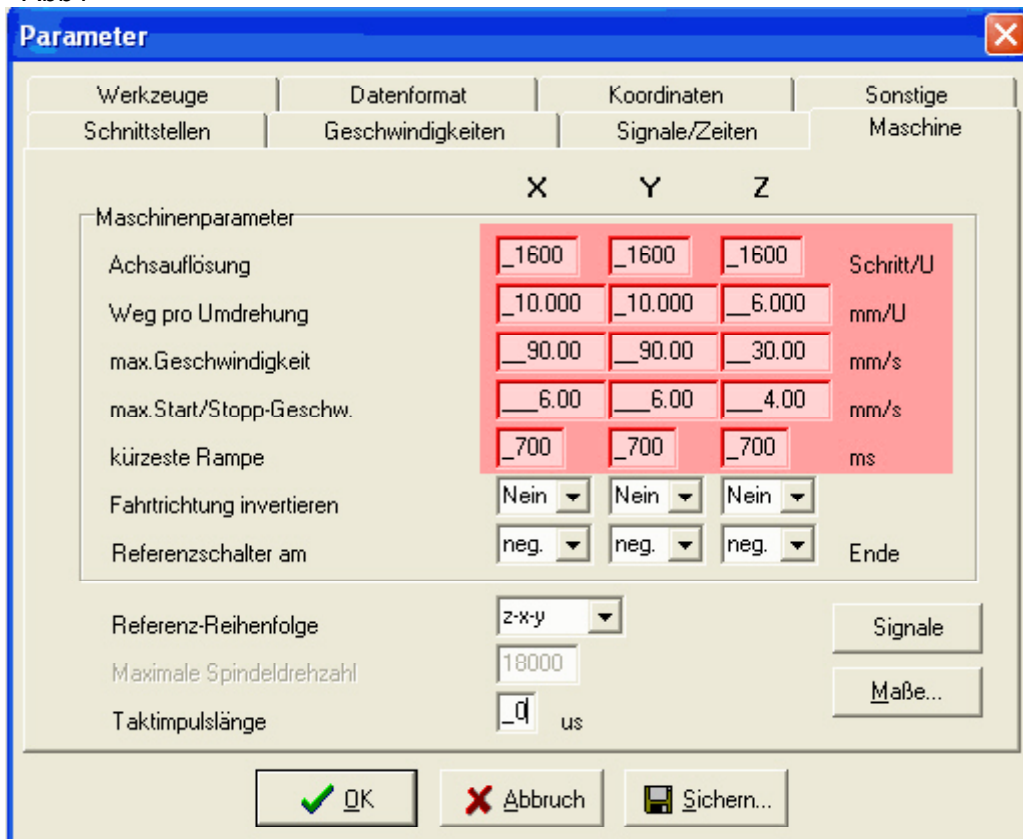 Parameter
Werkzeuge Datenformat Koordinaten Sonstige
Schnittstellen Geschwindigkeiten Signale/Zeiten Maschine
X Y Z
Maschinenparameter
Achsauflösung _1600 _1600 _1600 Schritt/U
Weg pro Umdrehung _10.000 _10.000 __6.000 mm/U
max.Geschwindigkeit __90.00 __90.00 __30.00 mm/s
max.Start/Stopp-Geschw. ___6.00 ___6.00 ___4.00 mm/s
kürzeste Rampe _700 _700 _700 ms
Fahrtrichtung invertieren Nein Nein Nein
Referenzschalter am neg. neg. neg. Ende
Referenz-Reihenfolge z-x-y Signale
Maximale Spindeldrehzahl 18000
Maße...
Taktimpulslänge _0 us
OK Abbruch Sichern...